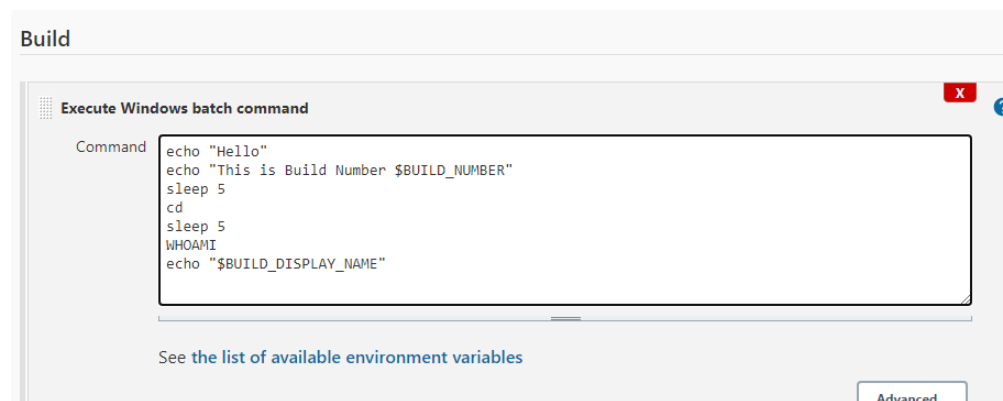 Build
X
Execute Windows batch command
Command
echo "Hello"
echo "This is Build Number $BUILD_NUMBER"
sleep 5
cd
sleep 5
WHOAMI
echo "$BUILD_DISPLAY_NAME"
See the list of available environment variables
Advanced